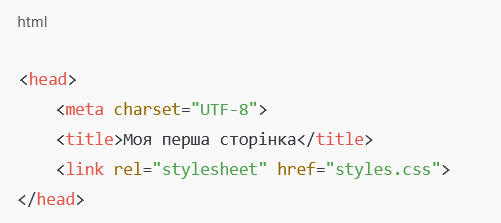 html
<head>
    <meta charset="UTF-8">
    <title>Моя перша сторінка</title>
    <link rel="stylesheet" href="styles.css">
</head>